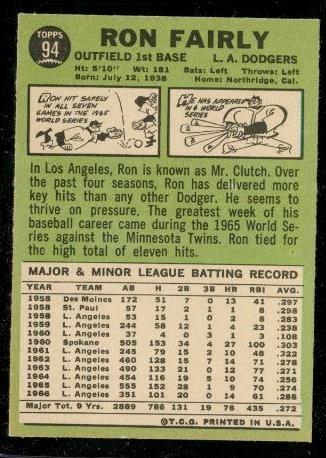 TOPPS
94
RON FAIRLY
OUTFIELD 1st BASE L. A. DODGERS
Ht: 5'10" Wt: 181 Bats: Left Throws: Left
Born: July 12, 1938 Home: Northridge, Cal.
RON HIT SAFELY
IN ALL SEVEN
GAMES IN THE 1965
WORLD SERIES
HE HAS APPEARED
IN 4 WORLD
SERIES
In Los Angeles, Ron is known as Mr. Clutch. Over
the past four seasons, Ron has delivered more
key hits than any other Dodger. He seems to
thrive on pressure. The greatest week of his
baseball career came during the 1965 World Se-
ries against the Minnesota Twins. Ron tied for
the high total of eleven hits.
MAJOR & MINOR LEAGUE BATTING RECORD
YEAR TEAM AB H 2B 3B HR RBI AVG.
1958 Des Moines 172 51 7 0 13 41 .297
1958 St. Paul 57 17 2 1 1 8 .298
1958 L. Angeles 53 15 1 0 2 8 .283
1959 L. Angeles 244 58 12 1 4 23 .238
1960 L. Angeles 37 4 0 3 1 3 .108
1960 Spokane 505 153 34 4 27 100 .303
1961 L. Angeles 245 79 15 2 10 48 .322
1962 L. Angeles 460 128 15 7 14 71 .278
1963 L. Angeles 490 133 21 0 12 77 .271
1964 L. Angeles 454 116 19 5 10 74 .256
1965 L. Angeles 555 152 28 1 9 70 .274
1966 L. Angeles 351 101 20 0 14 61 .288
Major Tot. 9 Yrs. 2889 786 131 19 76 435 .272
©T.C.G. PRINTED IN U.S.A.